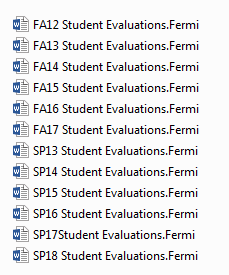 FA12 Student Evaluations.Fermi
FA13 Student Evaluations.Fermi
FA14 Student Evaluations.Fermi
FA15 Student Evaluations.Fermi
FA16 Student Evaluations.Fermi
FA17 Student Evaluations.Fermi
SP13 Student Evaluations.Fermi
SP14 Student Evaluations.Fermi
SP15 Student Evaluations.Fermi
SP16 Student Evaluations.Fermi
SP17Student Evaluations.Fermi
SP18 Student Evaluations.Fermi